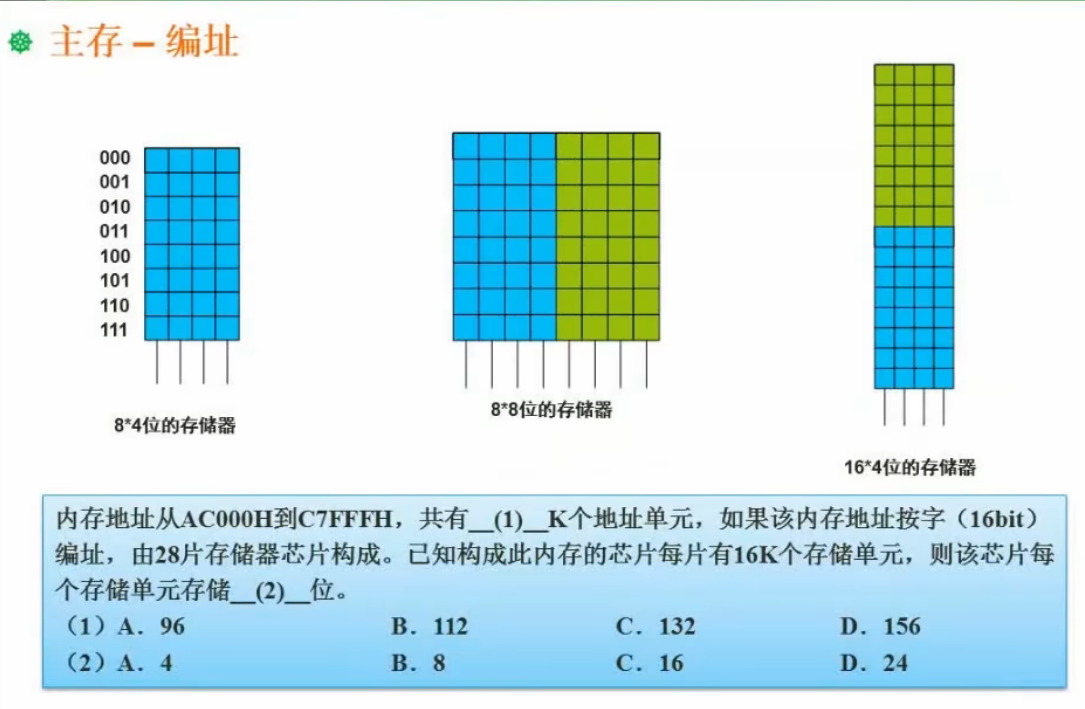 主存 – 编址
000
001
010
011
100
101
110
111
8*4位的存储器
8*8位的存储器
16*4位的存储器
内存地址从AC000H到C7FFFH，共有__(1)__K个地址单元，如果该内存地址按字（16bit）
编址，由28片存储器芯片构成。已知构成此内存的芯片每片有16K个存储单元，则该芯片每
个存储单元存储__(2)__位。
（1）A．96 B．112 C．132 D．156
（2）A．4 B．8 C．16 D．24